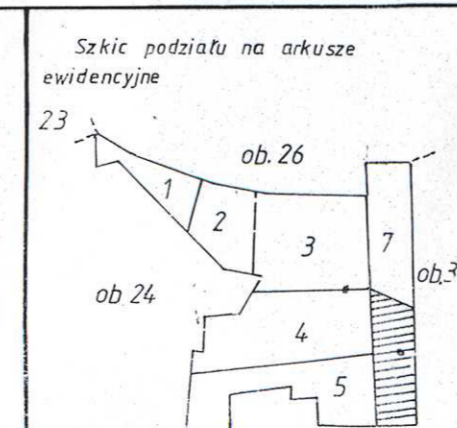 Szkic podziału na arkusze
ewidencyjne
23
ob. 26
1
2
3
7
ob. 24
ob. 3
4
5